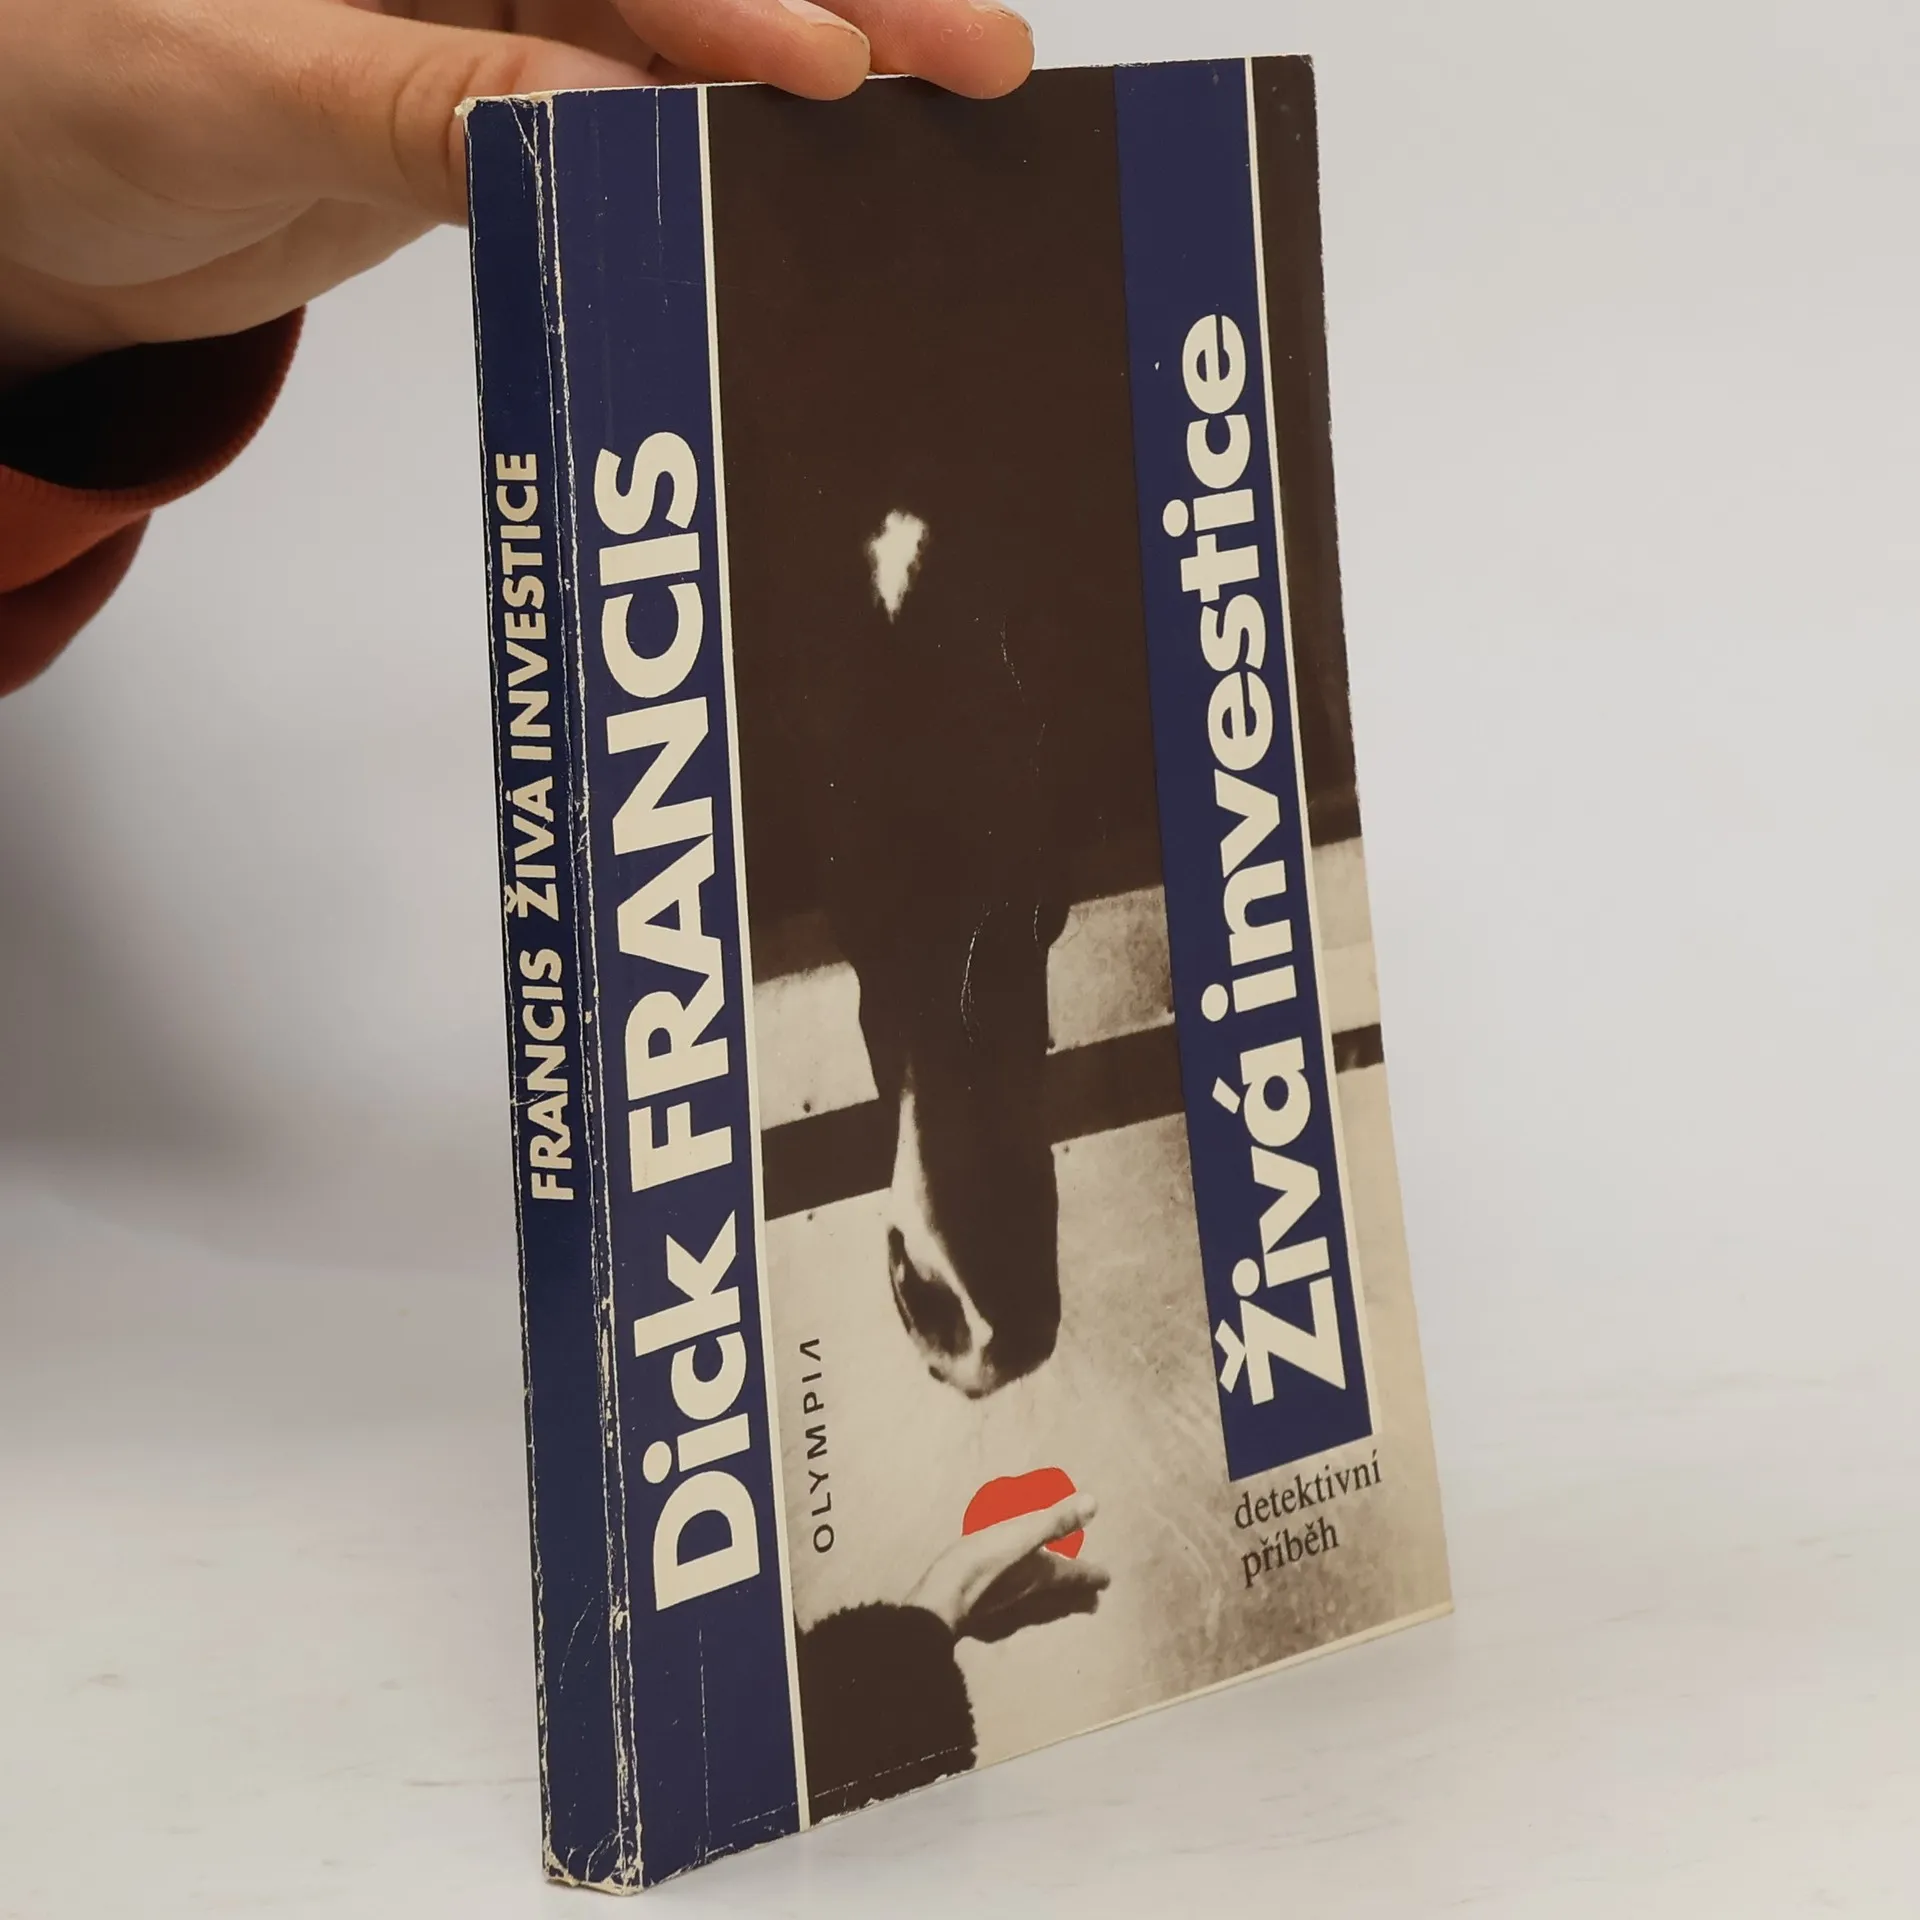 FRANCIS ŽIVÁ INVESTICE
Dick FRANCIS
OLYMPIA
Živá investice
detektivní
příběh